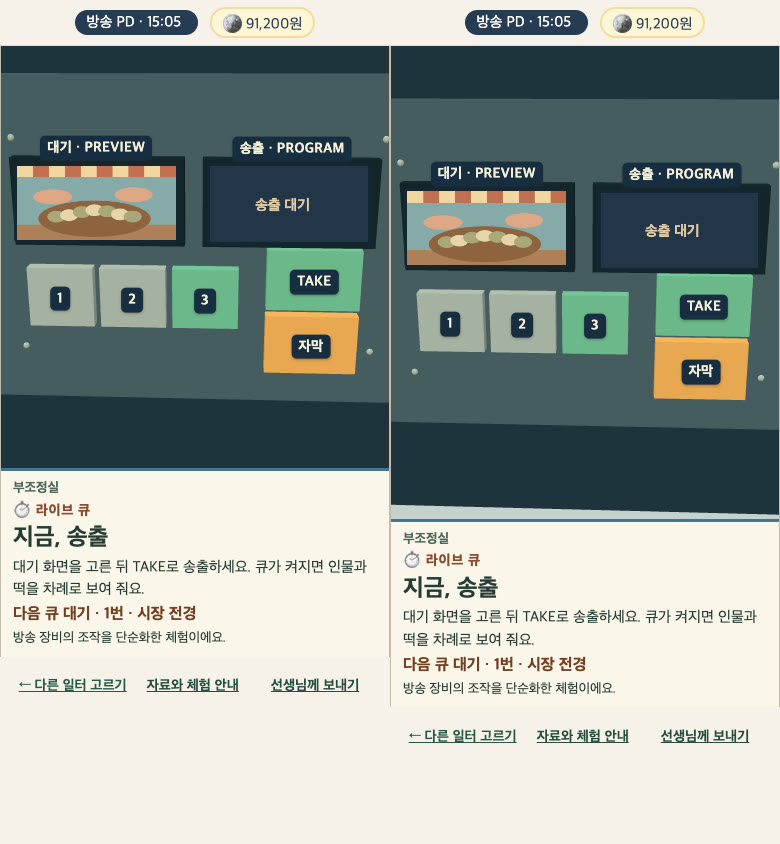 방송 PD · 15:05
91,200원
대기 · PREVIEW
송출 · PROGRAM
송출 대기
1
2
3
TAKE
자막
부조정실
라이브 큐
지금, 송출
대기 화면을 고른 뒤 TAKE로 송출하세요. 큐가 켜지면 인물과
떡을 차례로 보여 줘요.
다음 큐 대기 · 1번 · 시장 전경
방송 장비의 조작을 단순화한 체험이에요.
← 다른 일터 고르기
자료와 체험 안내
선생님께 보내기
방송 PD · 15:05
91,200원
대기 · PREVIEW
송출 · PROGRAM
송출 대기
1
2
3
TAKE
자막
부조정실
라이브 큐
지금, 송출
대기 화면을 고른 뒤 TAKE로 송출하세요. 큐가 켜지면 인물과
떡을 차례로 보여 줘요.
다음 큐 대기 · 1번 · 시장 전경
방송 장비의 조작을 단순화한 체험이에요.
← 다른 일터 고르기
자료와 체험 안내
선생님께 보내기